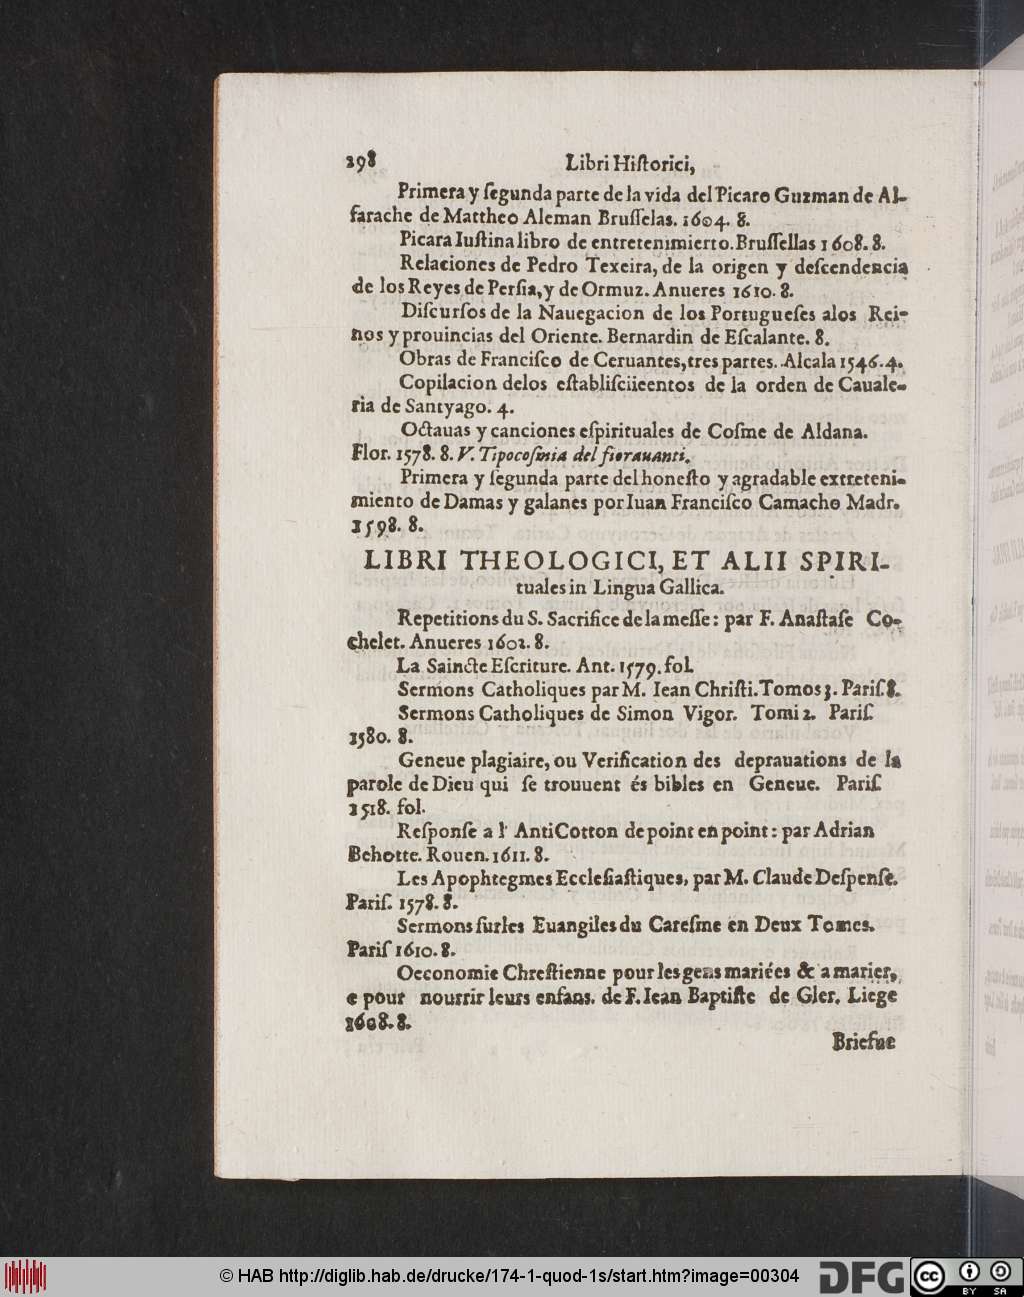 298 Libri Hiſtorici,
Primera y ſegunda parte de la vida del Picaro Guzman de Al-
farache de Mattheo Aleman Bruſſelas. 1604. 8.
Picara Iuſtina libro de entretenimierto. Bruſſellas 1608. 8.
Relaciones de Pedro Texeira, de la origen y deſcendencia
de los Reyes de Perſia, y de Ormuz. Anueres 1610. 8.
Diſcurſos de la Nauegacion de los Portugueſes alos Rei-
nos y prouincias del Oriente. Bernardin de Eſcalante. 8.
Obras de Franciſco de Ceruantes, tres partes. Alcala 1546. 4.
Copilacion delos eſtabliſciiẽentos de la orden de Cauale-
ria de Santyago. 4.
Octauas y canciones eſpirituales de Coſme de Aldana.
Flor. 1578. 8. V. Tipocoſmia del fiorauanti.
Primera y ſegunda parte del honeſto y agradable extreteni-
miento de Damas y galanes por Iuan Franciſco Camacho Madr.
1598. 8.
LIBRI THEOLOGICI, ET ALII SPIRI-
tuales in Lingua Gallica.
Repetitions du S. Sacrifice de la meſſe: par F. Anaſtaſe Co-
chelet. Anueres 1602. 8.
La Saincte Eſcriture. Ant. 1579. fol.
Sermons Catholiques par M. Iean Chriſti. Tomos 3. Pariſ. 8.
Sermons Catholiques de Simon Vigor. Tomi 2. Pariſ.
1580. 8.
Geneue plagiaire, ou Verification des deprauations de la
parole de Dieu qui ſe trouuent és bibles en Geneue. Pariſ.
1518. fol.
Reſponſe a l' AntiCotton de point en point: par Adrian
Behotte. Rouen. 1611. 8.
Les Apophtegmes Eccleſiaſtiques, par M. Claude Deſpenſe.
Pariſ. 1578. 8.
Sermons ſur les Euangiles du Careſme en Deux Tomes.
Pariſ 1610. 8.
Oeconomie Chreſtienne pour les gens mariées & a marier,
e pour nourrir leurs enfans. de F. Iean Baptiſte de Gler. Liege
1608. 8.
Briefue
© HAB http://diglib.hab.de/drucke/174-1-quod-1s/start.htm?image=00304
DFG
cc BY SA